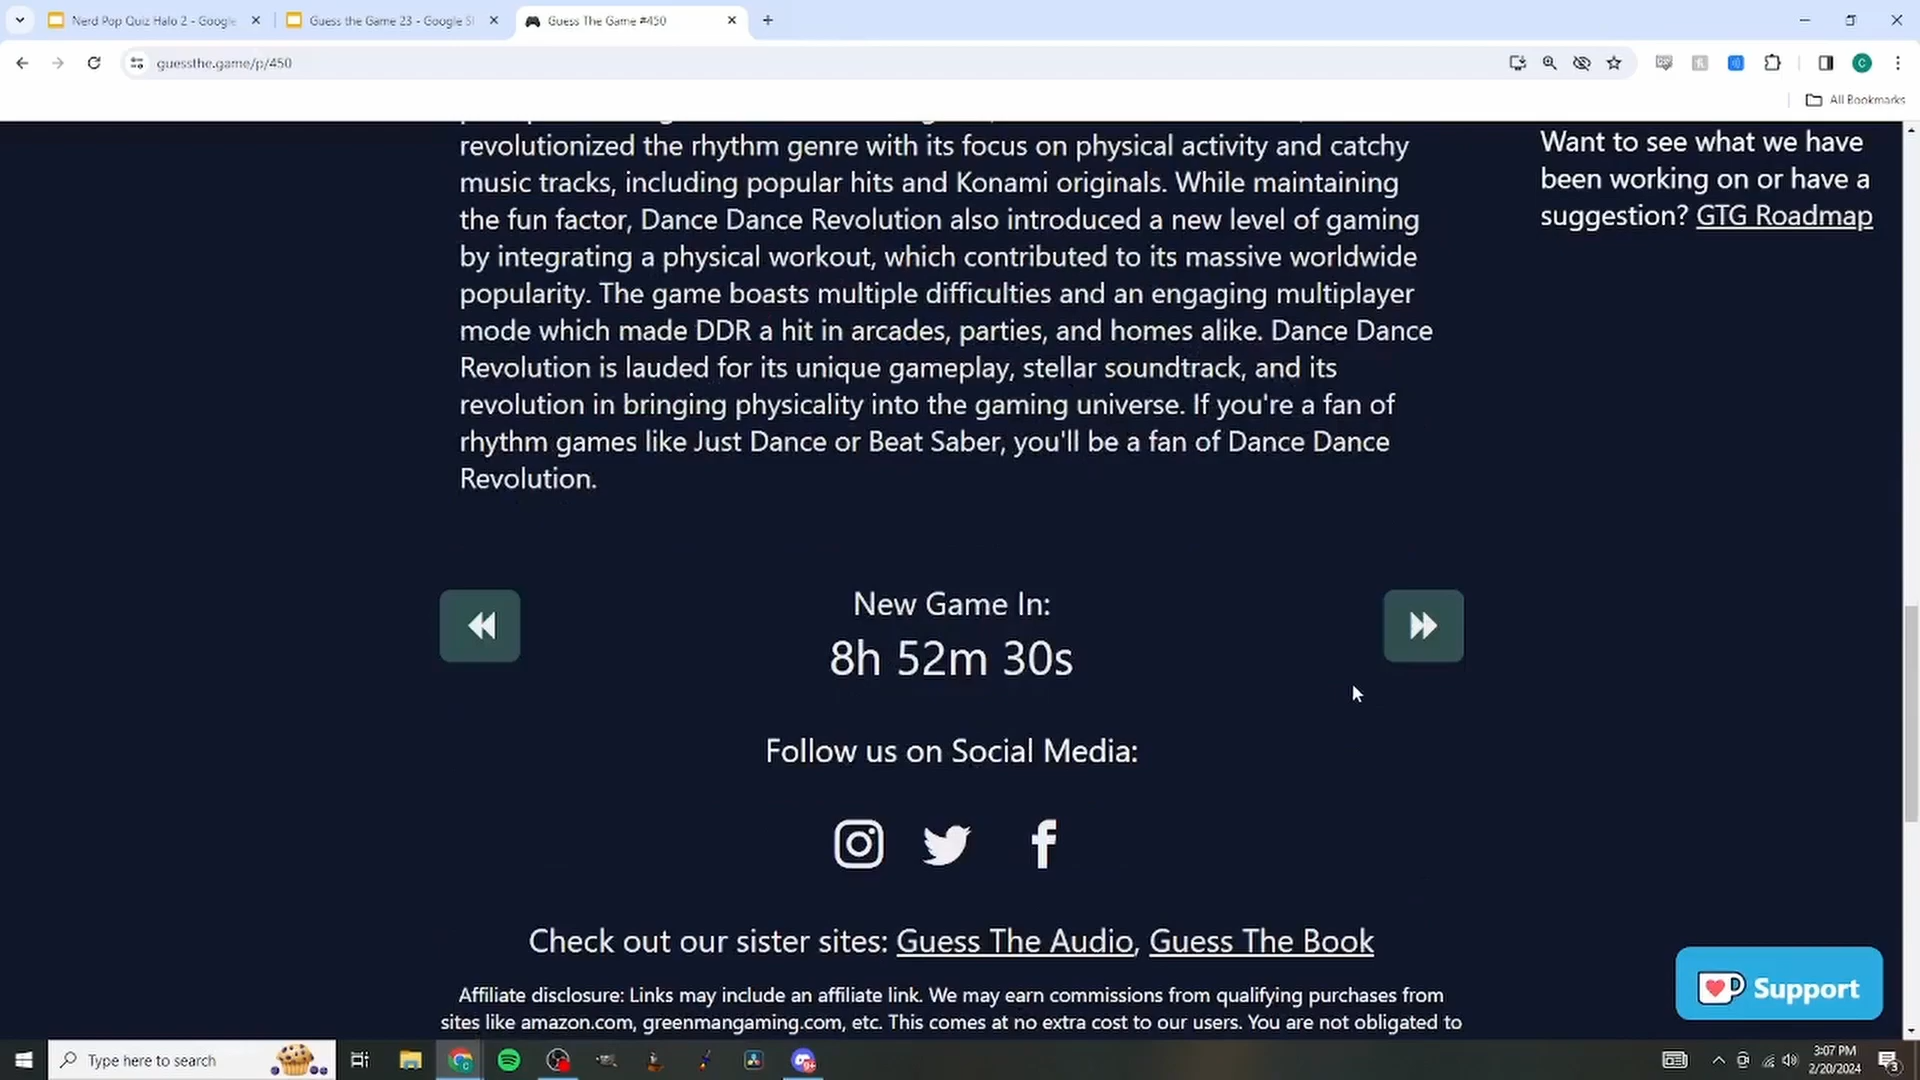 Nerd Pop Quiz Halo 2 - Google
Guess the Game 23 - Google Sl
Guess The Game #450
guessthe.game/p/450
All Bookmarks
revolutionized the rhythm genre with its focus on physical activity and catchy
music tracks, including popular hits and Konami originals. While maintaining
the fun factor, Dance Dance Revolution also introduced a new level of gaming
by integrating a physical workout, which contributed to its massive worldwide
popularity. The game boasts multiple difficulties and an engaging multiplayer
mode which made DDR a hit in arcades, parties, and homes alike. Dance Dance
Revolution is lauded for its unique gameplay, stellar soundtrack, and its
revolution in bringing physicality into the gaming universe. If you're a fan of
rhythm games like Just Dance or Beat Saber, you'll be a fan of Dance Dance
Revolution.
Want to see what we have
been working on or have a
suggestion? GTG Roadmap
New Game In:
8h 52m 30s
Follow us on Social Media:
Check out our sister sites: Guess The Audio, Guess The Book
Affiliate disclosure: Links may include an affiliate link. We may earn commissions from qualifying purchases from
sites like amazon.com, greenmangaming.com, etc. This comes at no extra cost to our users. You are not obligated to
Support
Type here to search
3:07 PM
2/20/2024